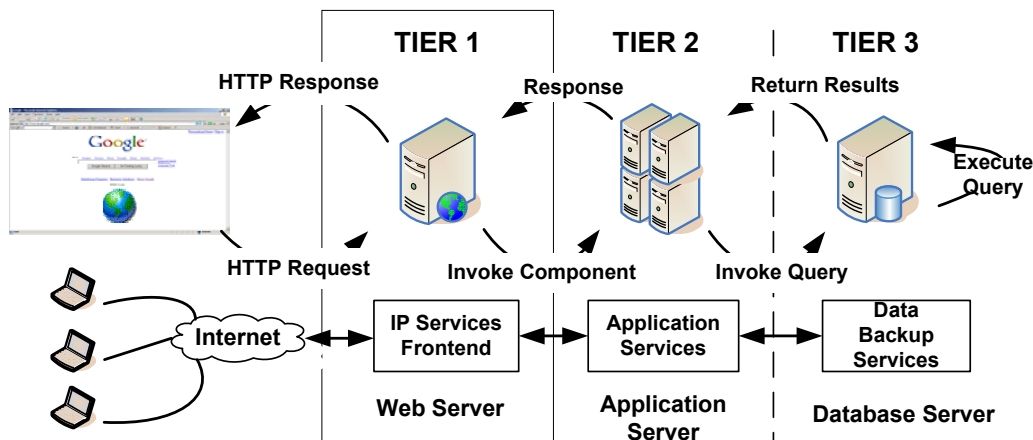 TIER 1
TIER 2
TIER 3
HTTP Response
Response
Return Results
Google
Execute
Query
HTTP Request
Invoke Component
Invoke Query
Internet
IP Services
Frontend
Application
Services
Data
Backup
Services
Web Server
Application
Server
Database Server